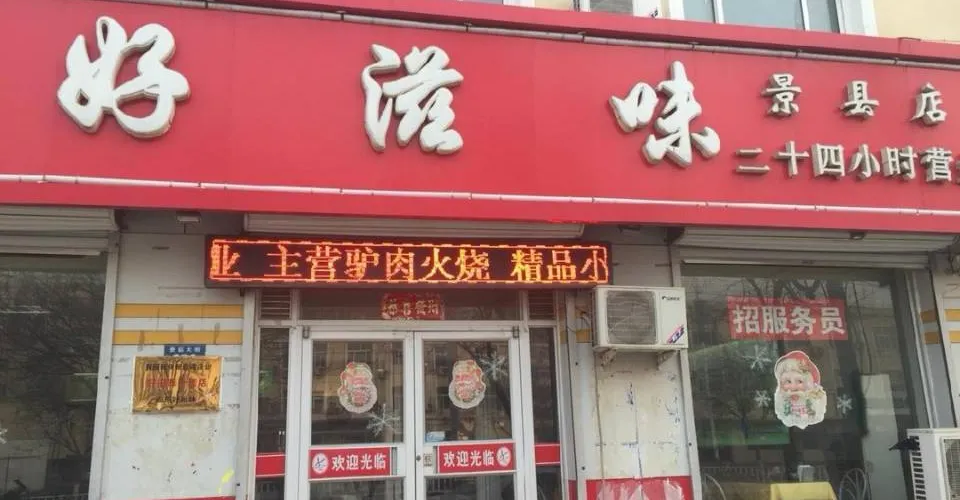 好滋味
景县店
二十四小时营
业 主营驴肉火烧 精品小
招服务员
欢迎光临
欢迎光临